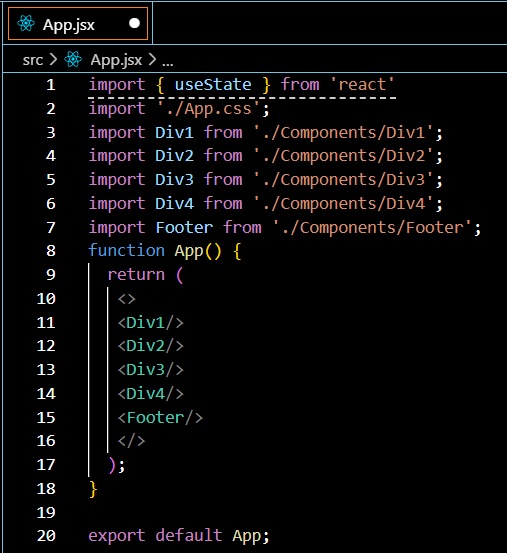 App.jsx
src > App.jsx > ...
1 import { useState } from 'react'
2 import './App.css';
3 import Div1 from './Components/Div1';
4 import Div2 from './Components/Div2';
5 import Div3 from './Components/Div3';
6 import Div4 from './Components/Div4';
7 import Footer from './Components/Footer';
8 function App() {
9 return (
10 <>
11 <Div1/>
12 <Div2/>
13 <Div3/>
14 <Div4/>
15 <Footer/>
16 </>
17 );
18 }
19
20 export default App;